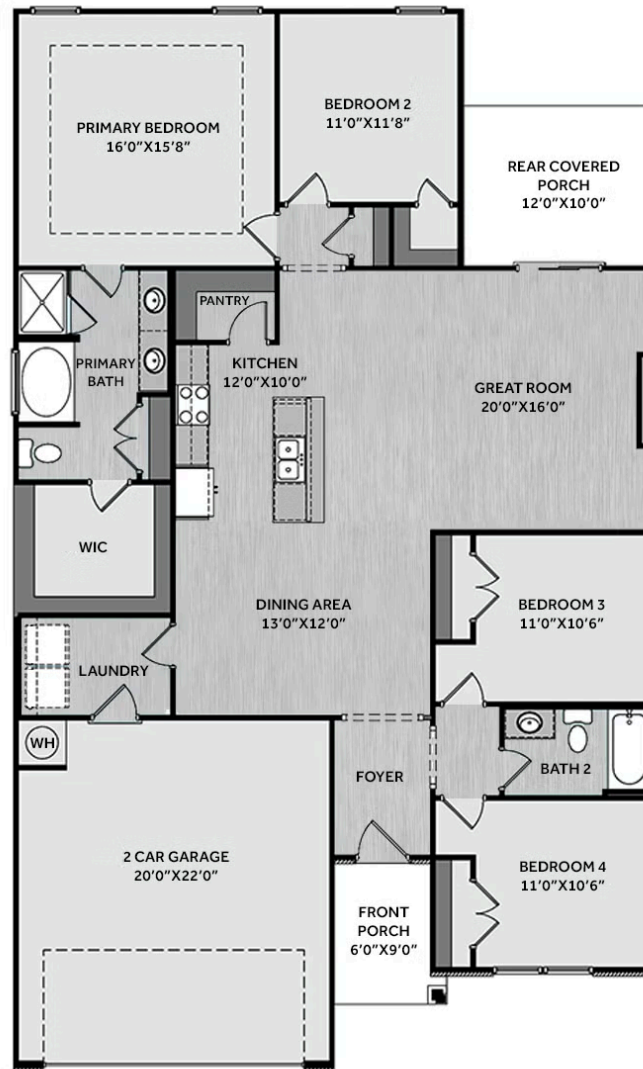 PRIMARY BEDROOM
16'0"X15'8"
BEDROOM 2
11'0"X11'8"
REAR COVERED
PORCH
12'0"X10'0"
PANTRY
KITCHEN
12'0"X10'0"
PRIMARY
BATH
GREAT ROOM
20'0"X16'0"
WIC
DINING AREA
13'0"X12'0"
BEDROOM 3
11'0"X10'6"
LAUNDRY
WH
FOYER
BATH 2
2 CAR GARAGE
20'0"X22'0"
BEDROOM 4
11'0"X10'6"
FRONT
PORCH
6'0"X9'0"